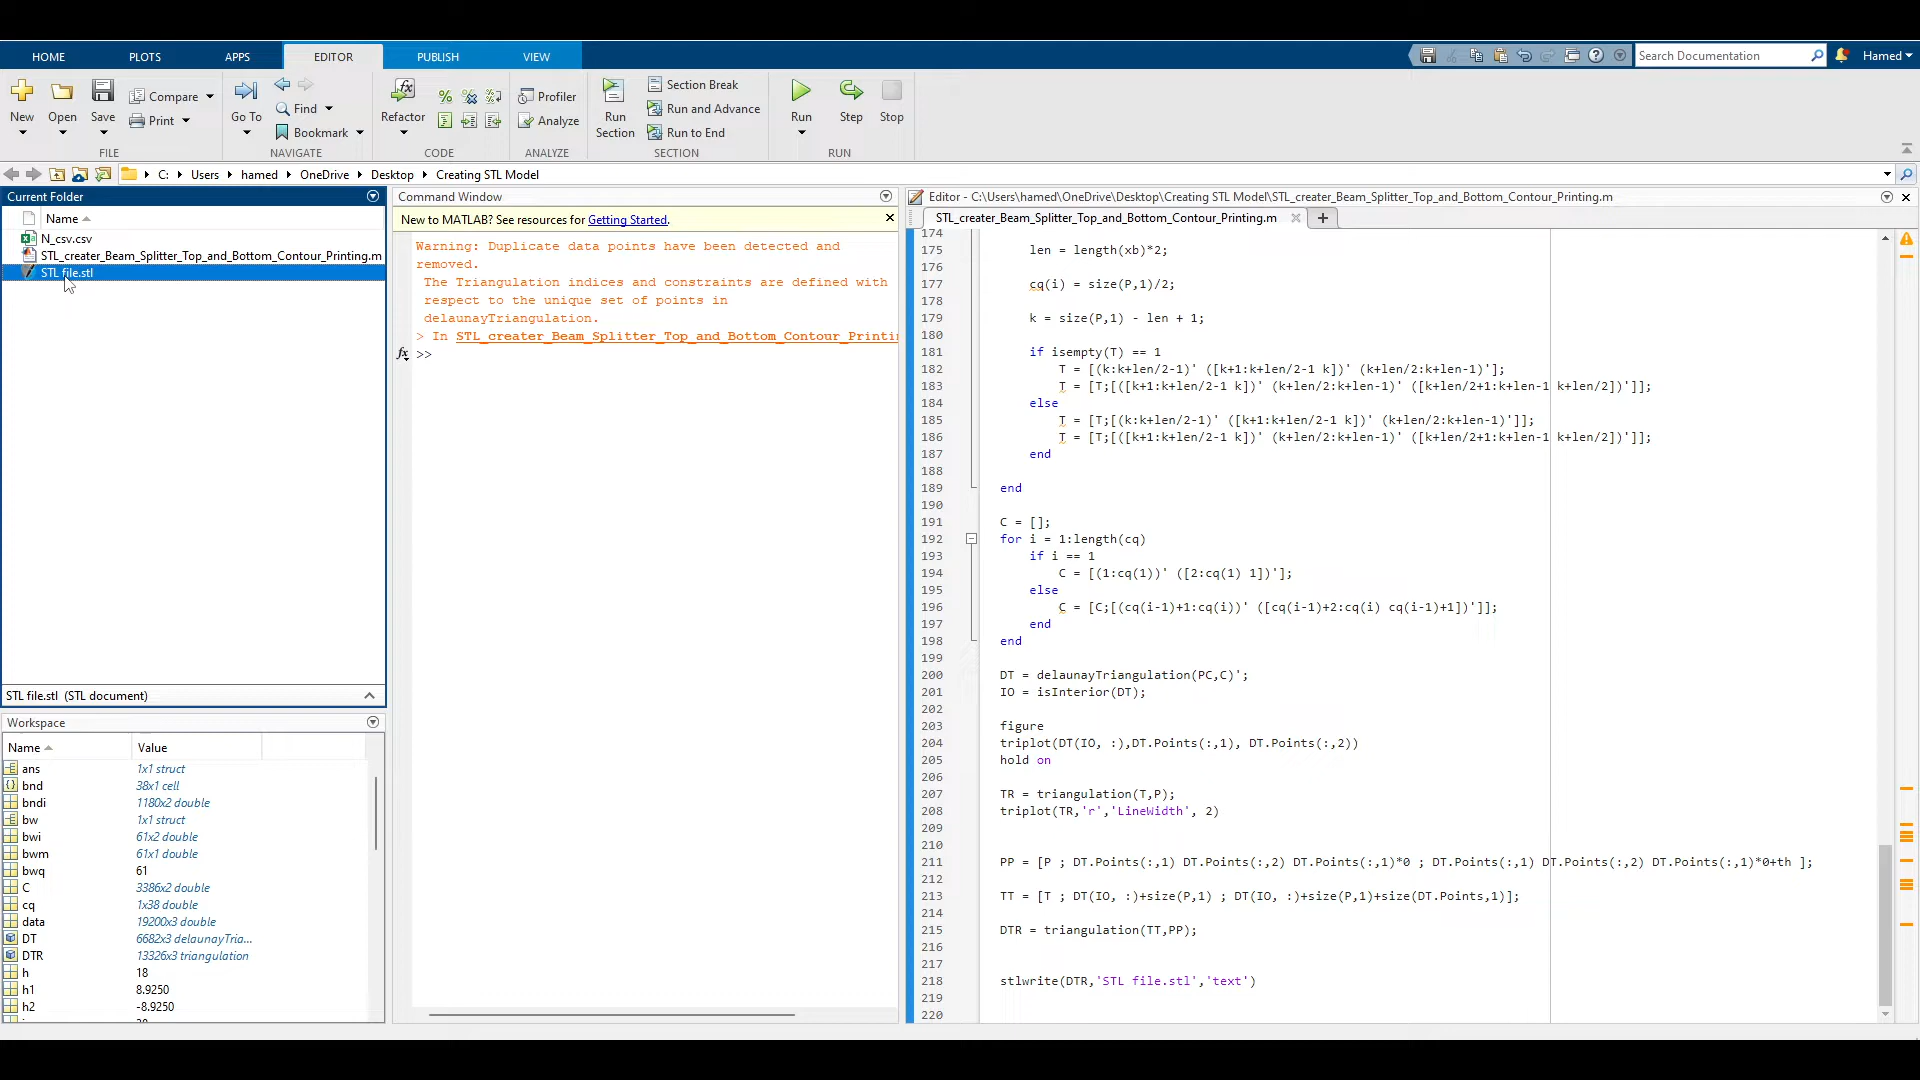 HOME PLOTS APPS EDITOR PUBLISH VIEW Search Documentation Hamed
New Open Save Compare Print Go To Find Bookmark Refactor Profiler Analyze Run Section Section Break Run and Advance Run to End Run Step Stop
FILE NAVIGATE CODE ANALYZE SECTION RUN
C: Users hamed OneDrive Desktop Creating STL Model
Current Folder
Name
N_csv.csv
STL_creater_Beam_Splitter_Top_and_Bottom_Contour_Printing.m
STL file.stl
STL file.stl (STL document)
Workspace
Name Value
ans 1x1 struct
bnd 38x1 cell
bndi 1180x2 double
bw 1x1 struct
bwi 61x2 double
bwm 61x1 double
bwq 61
C 3386x2 double
cq 1x38 double
data 19200x3 double
DT 6682x3 delaunayTria...
DTR 13326x3 triangulation
h 18
h1 8.9250
h2 -8.9250
Command Window
New to MATLAB? See resources for Getting Started.
Warning: Duplicate data points have been detected and
removed.
The Triangulation indices and constraints are defined with
respect to the unique set of points in
delaunayTriangulation.
> In STL_creater_Beam_Splitter_Top_and_Bottom_Contour_Printin
fx >>
Editor - C:\Users\hamed\OneDrive\Desktop\Creating STL Model\STL_creater_Beam_Splitter_Top_and_Bottom_Contour_Printing.m
STL_creater_Beam_Splitter_Top_and_Bottom_Contour_Printing.m
174
175 len = length(xb)*2;
176
177 cq(i) = size(P,1)/2;
178
179 k = size(P,1) - len + 1;
180
181 if isempty(T) == 1
182 T = [(k:k+len/2-1)' ([k+1:k+len/2-1 k])' (k+len/2:k+len-1)'];
183 T = [T;[([k+1:k+len/2-1 k])' (k+len/2:k+len-1)' ([k+len/2+1:k+len-1 k+len/2])']];
184 else
185 T = [T;[(k:k+len/2-1)' ([k+1:k+len/2-1 k])' (k+len/2:k+len-1)']];
186 T = [T;[([k+1:k+len/2-1 k])' (k+len/2:k+len-1)' ([k+len/2+1:k+len-1 k+len/2])']];
187 end
188
189 end
190
191 C = [];
192 for i = 1:length(cq)
193 if i == 1
194 C = [(1:cq(1))' ([2:cq(1) 1])'];
195 else
196 C = [C;[(cq(i-1)+1:cq(i))' ([cq(i-1)+2:cq(i) cq(i-1)+1])']];
197 end
198 end
199
200 DT = delaunayTriangulation(PC,C)';
201 IO = isInterior(DT);
202
203 figure
204 triplot(DT(IO, :),DT.Points(:,1), DT.Points(:,2))
205 hold on
206
207 TR = triangulation(T,P);
208 triplot(TR,'r','LineWidth', 2)
209
210
211 PP = [P ; DT.Points(:,1) DT.Points(:,2) DT.Points(:,1)*0 ; DT.Points(:,1) DT.Points(:,2) DT.Points(:,1)*0+th ];
212
213 TT = [T ; DT(IO, :)+size(P,1) ; DT(IO, :)+size(P,1)+size(DT.Points,1)];
214
215 DTR = triangulation(TT,PP);
216
217
218 stlwrite(DTR,'STL file.stl','text')
219
220